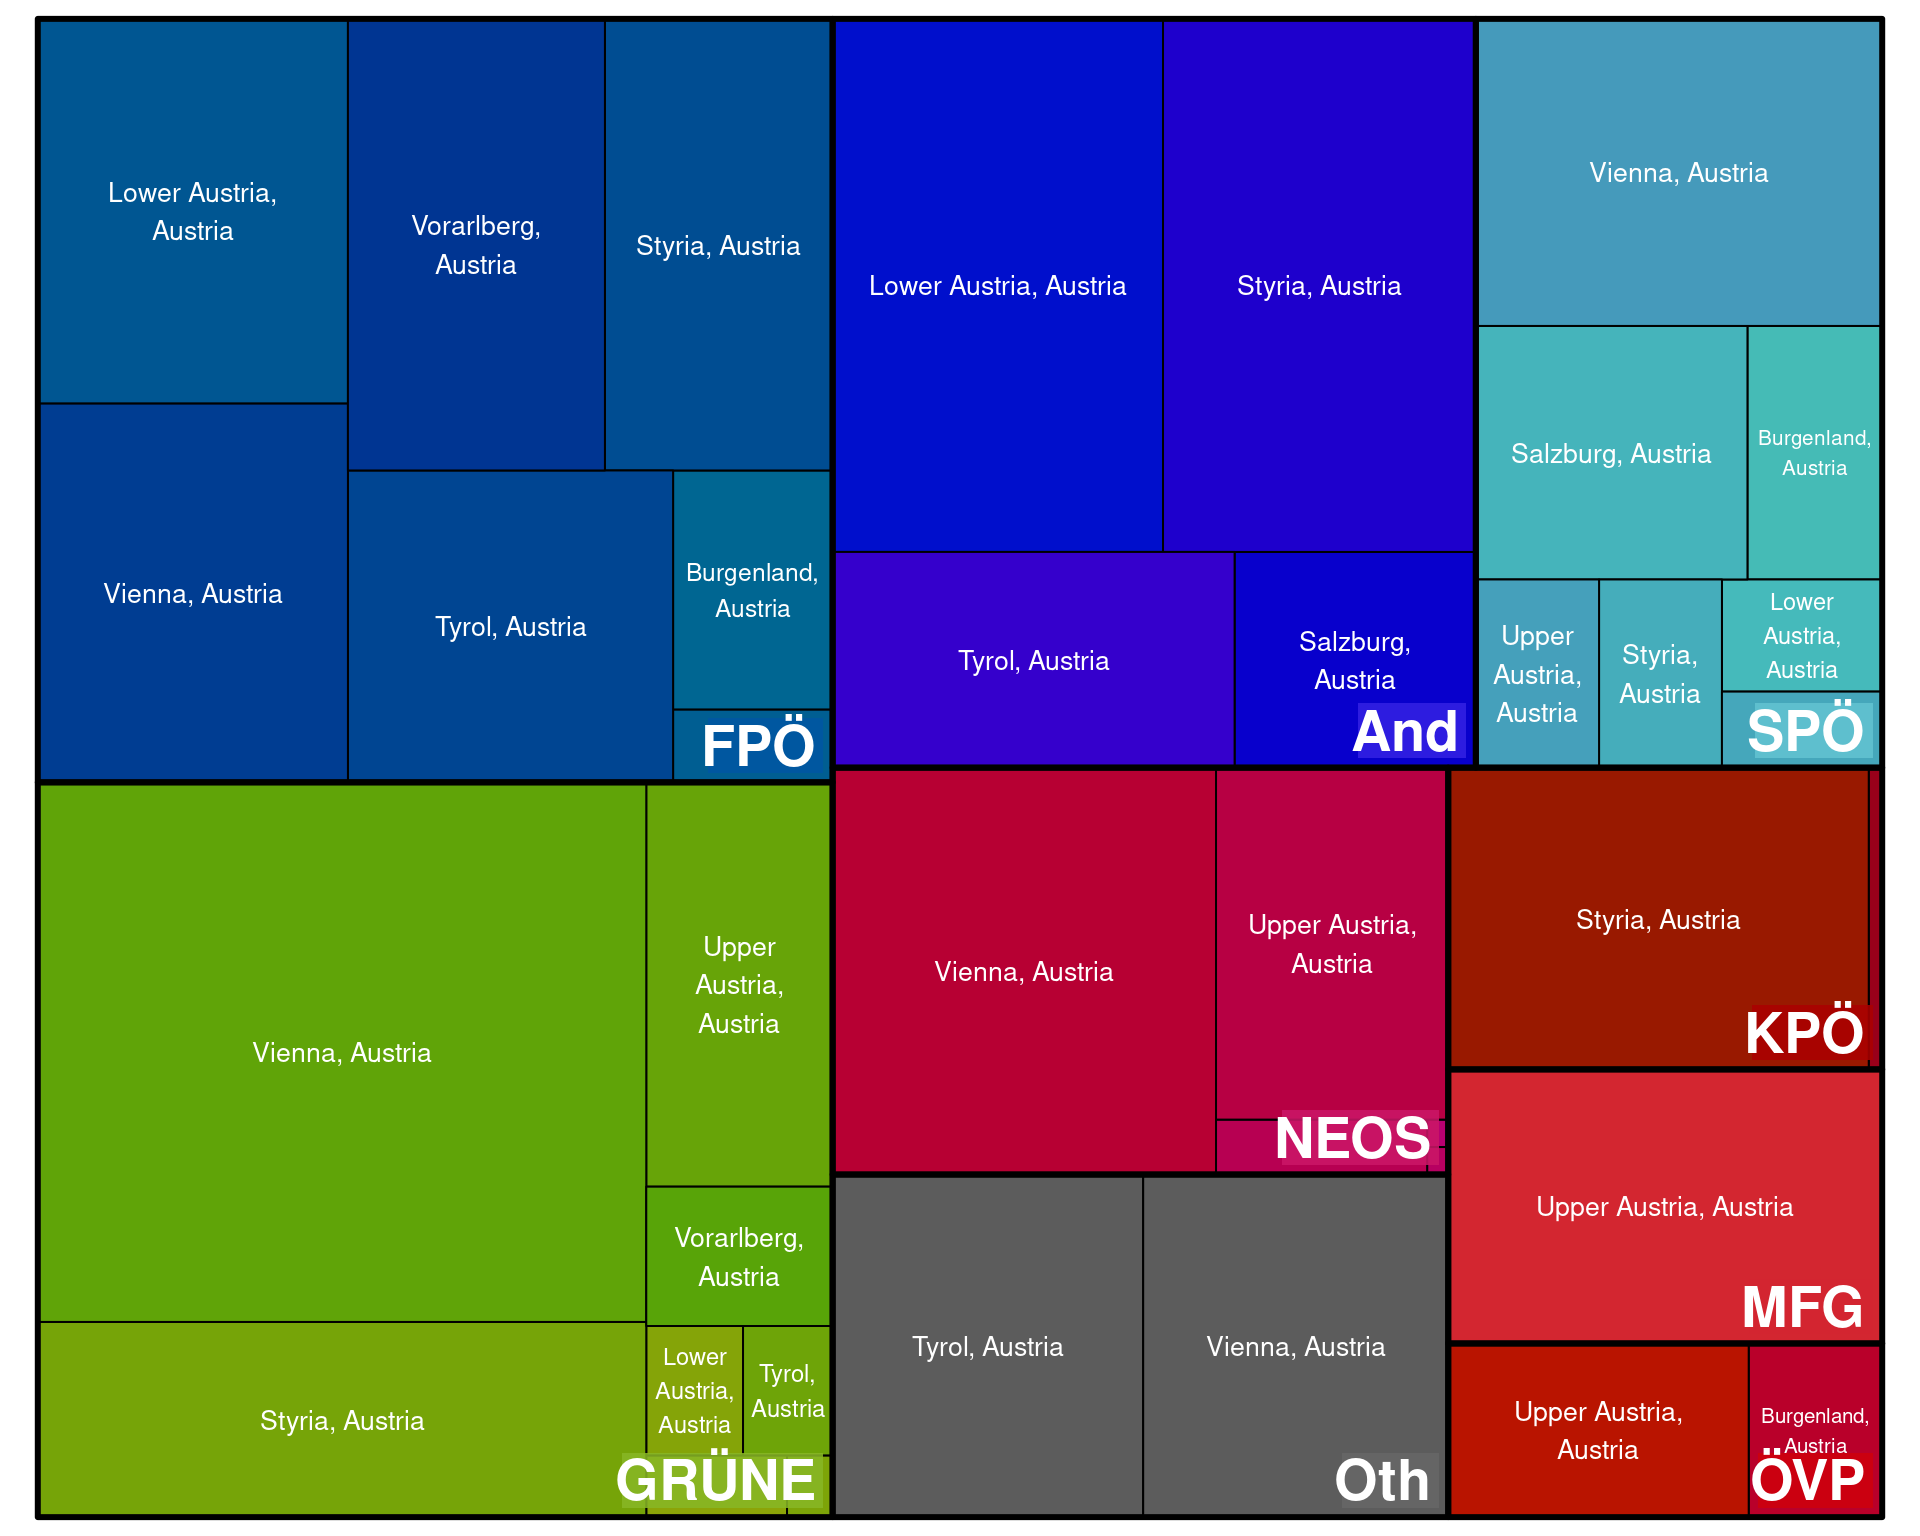 Lower Austria,
Austria
Vorarlberg,
Austria
Styria, Austria
Vienna, Austria
Tyrol, Austria
Burgenland,
Austria
FPÖ
Lower Austria, Austria
Styria, Austria
Tyrol, Austria
Salzburg,
Austria
And
Vienna, Austria
Salzburg, Austria
Burgenland,
Austria
Upper
Austria,
Austria
Styria,
Austria
Lower
Austria,
Austria
SPÖ
Vienna, Austria
Upper
Austria,
Austria
Vorarlberg,
Austria
Styria, Austria
Lower
Austria,
Austria
Tyrol,
Austria
GRÜNE
Vienna, Austria
Upper Austria,
Austria
NEOS
Styria, Austria
KPÖ
Upper Austria, Austria
MFG
Tyrol, Austria
Vienna, Austria
Oth
Upper Austria,
Austria
Burgenland,
Austria
ÖVP